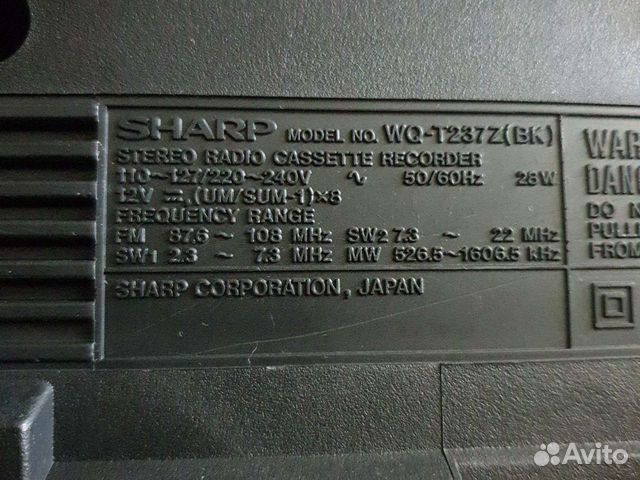 SHARP MODEL NO. WQ-T237Z(BK)
STEREO RADIO CASSETTE RECORDER
110~127/220~240V ∿ 50/60Hz 28W
12V ⎓ (UM/SUM-1)×8
FREQUENCY RANGE
FM 87.6 ~ 108 MHz SW2 7.3 ~ 22 MHz
SW1 2.3 ~ 7.3 MHz MW 526.5~1606.5 kHz
SHARP CORPORATION, JAPAN
WAR
DANG
DO N
PULL
FROM
Avito